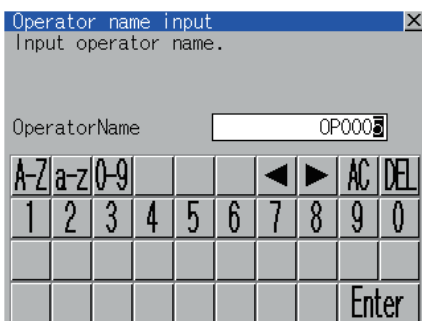 Operator name input ×
Input operator name.
OperatorName OP0005
A-Z a-z 0-9 ◀ ▶ AC DEL
1 2 3 4 5 6 7 8 9 0
Enter